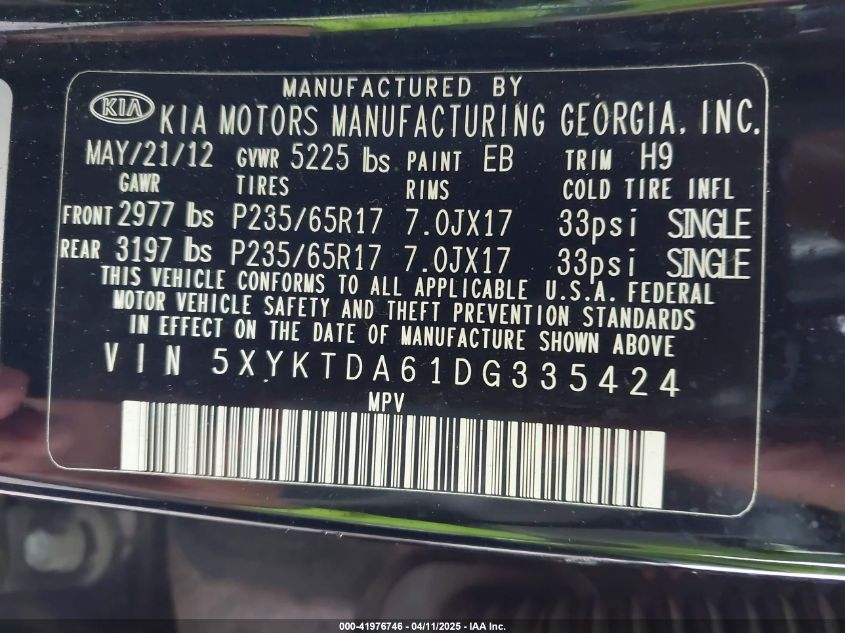 MANUFACTURED BY
KIA KIA MOTORS MANUFACTURING GEORGIA, INC.
MAY/21/12 GVWR 5225 lbs PAINT EB TRIM H9
GAWR TIRES RIMS COLD TIRE INFL
FRONT 2977 lbs P235/65R17 7.0JX17 33psi SINGLE
REAR 3197 lbs P235/65R17 7.0JX17 33psi SINGLE
THIS VEHICLE CONFORMS TO ALL APPLICABLE U.S.A. FEDERAL
MOTOR VEHICLE SAFETY AND THEFT PREVENTION STANDARDS
IN EFFECT ON THE DATE OF MANUFACTURE SHOWN ABOVE.
VIN 5XYKTDA61DG335424
MPV
000-41976746 - 04/11/2025 - IAA Inc.